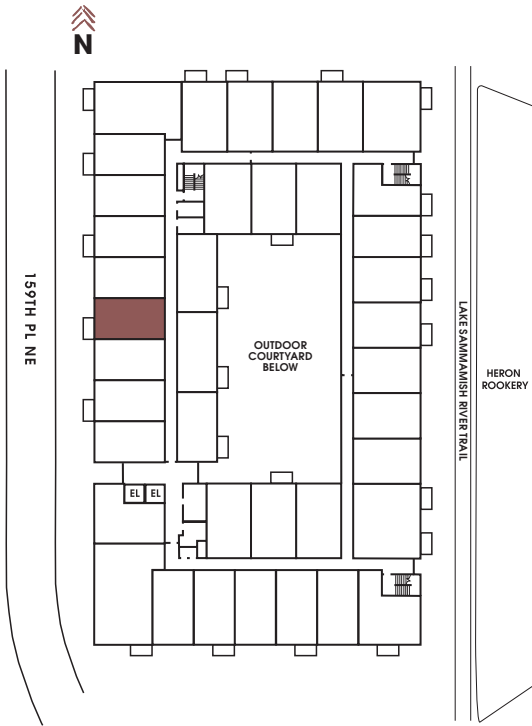 N
159TH PL NE
OUTDOOR
COURTYARD
BELOW
LAKE SAMMAMISH RIVER TRAIL
HERON
ROOKERY
EL EL